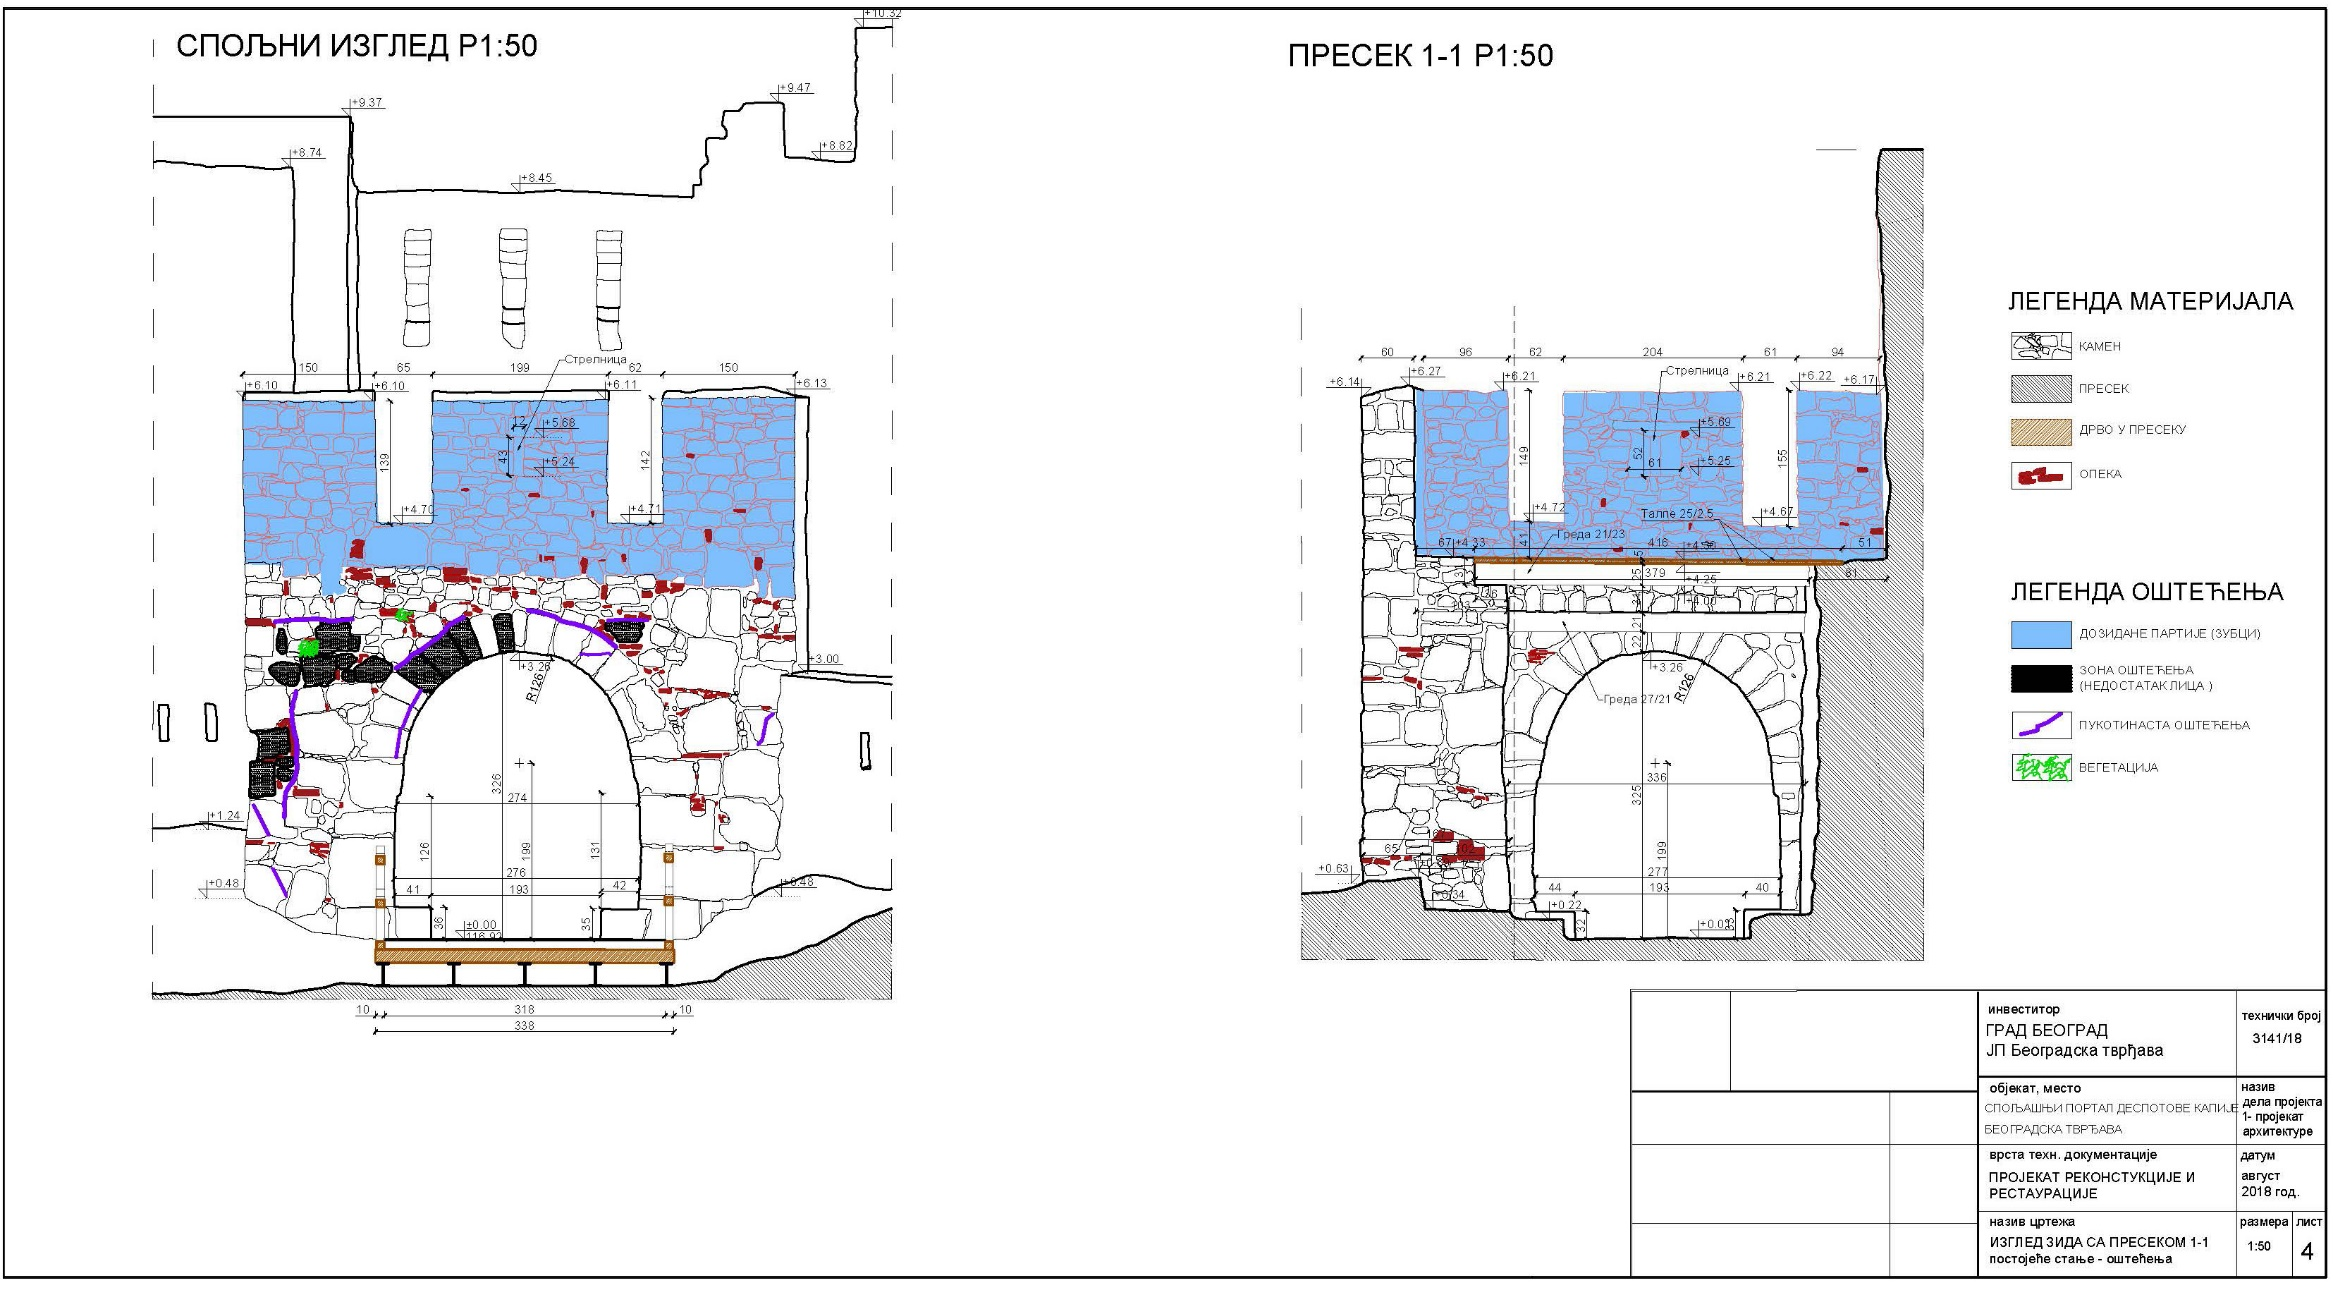 СПОЉНИ ИЗГЛЕД Р1:50
+10.32
+9.37
+9.47
+8.82
+8.74
+8.45
Стрелница
150 65 199 62 150
+6.10 +6.10 +6.11 +6.13
12 +5.68
139 43 142
+5.24
+4.70 +4.71
+3.26
R126
+3.00
326
274
+1.24
126 199 131
276
+0.48 41 193 42 +0.48
36 ±0.00 35
116.92
10 318 10
338
ПРЕСЕК 1-1 Р1:50
60 96 62 204 61 94
Стрелница
+6.14 +6.27 +6.21 +6.21 +6.22 +6.17
+5.69
149 52 61 155
+5.25
+4.72 Талпе 25/2.5 +4.67
41 Греда 21/23
67 +4.33 416 51
379 +4.25 81
22 21
+3.26
R126
Греда 27/21
336
325
199
65
+0.63 277
44 193 40
+0.34 +0.22
32
ЛЕГЕНДА МАТЕРИЈАЛА
КАМЕН
ПРЕСЕК
ДРВО У ПРЕСЕКУ
ОПЕКА
ЛЕГЕНДА ОШТЕЋЕЊА
ДОЗИДАНЕ ПАРТИЈЕ (ЗУБЦИ)
ЗОНА ОШТЕЋЕЊА
(НЕДОСТАТАК ЛИЦА )
ПУКОТИНАСТА ОШТЕЋЕЊА
ВЕГЕТАЦИЈА
инвеститор
ГРАД БЕОГРАД
ЈП Београдска тврђава
технички број
3141/18
објекат, место
СПОЉАШЊИ ПОРТАЛ ДЕСПОТОВЕ КАПИЈЕ
БЕОГРАДСКА ТВРЂАВА
назив
дела пројекта
1- пројекат
архитектуре
врста техн. документације
ПРОЈЕКАТ РЕКОНСТУКЦИЈЕ И
РЕСТАУРАЦИЈЕ
датум
август
2018 год.
назив цртежа
ИЗГЛЕД ЗИДА СА ПРЕСЕКОМ 1-1
постојеће стање - оштећења
размера
1:50
лист
4